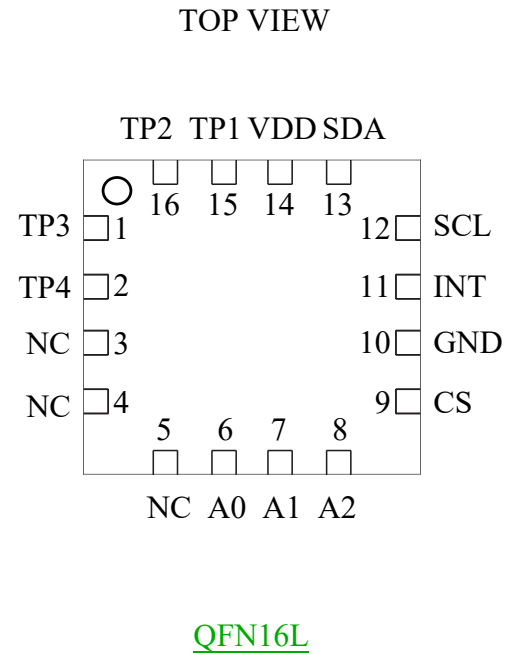 TOP VIEW
TP2 TP1 VDD SDA
16 15 14 13
TP3 1 12 SCL
TP4 2 11 INT
NC 3 10 GND
NC 4 9 CS
5 6 7 8
NC A0 A1 A2
QFN16L